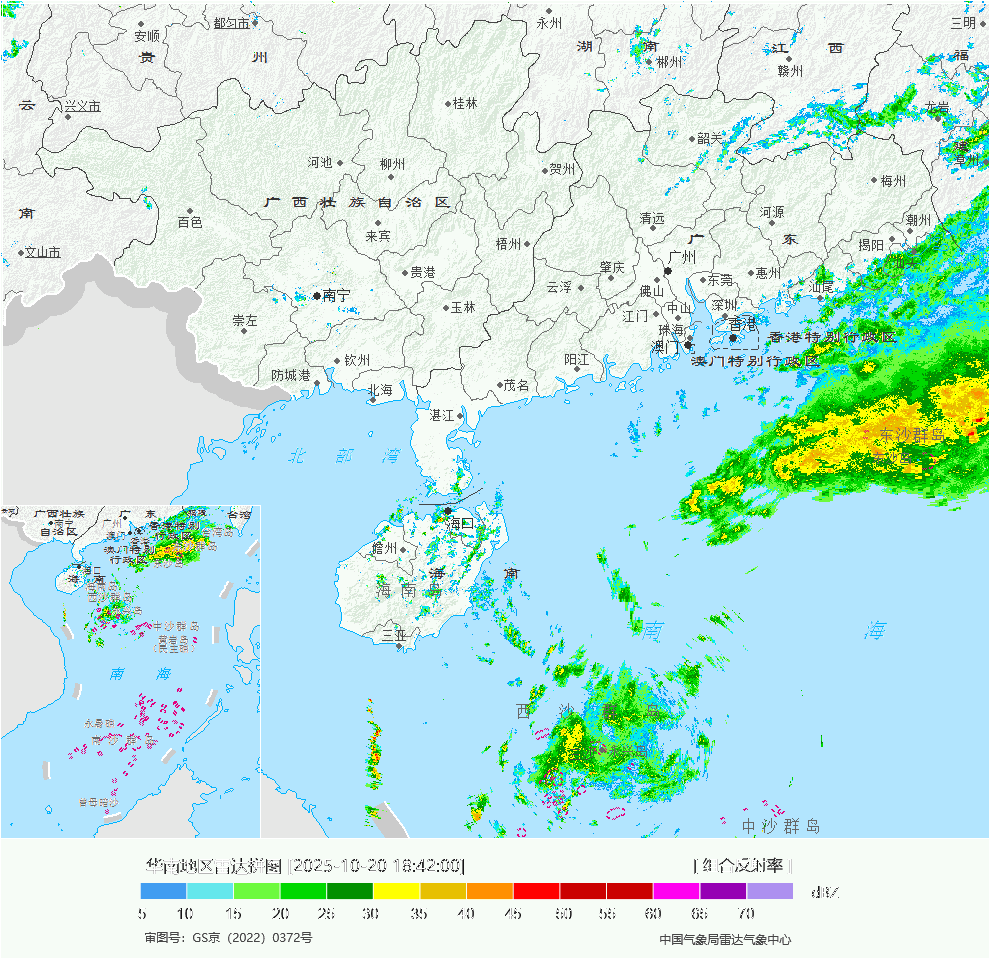 三明
永州
都匀市
安顺
贵 州
湖 南
江 西
福
郴州
赣州
云
兴义市
桂林
龙岩
韶关
漳州
河池
柳州
贺州
梅州
广 西 壮 族 自 治 区
南
百色
来宾
梧州
清远
河源
潮州
广 东
揭阳
汕头
文山市
贵港
肇庆
广州
惠州
东莞
云浮
佛山
汕尾
南宁
玉林
江门
中山
深圳
崇左
珠海
香港
香港特别行政区
澳门
澳门特别行政区
钦州
阳江
防城港
北海
茂名
湛江
东沙群岛
北 部 湾
海口
儋州
海 南
海 南 岛
三亚
南 海
西 沙 群 岛
中 沙 群 岛
广西壮族
自治区
南宁
广 东
广州
台湾
香港特别
行政区
澳门特别
行政区
海口
海 南
中沙群岛
黄岩岛
南 海
永暑礁
南 沙 群 岛
曾母暗沙
华南地区雷达拼图 [2025-10-20 18:42:00]
[ 组合反射率 ]
dBZ
5 10 15 20 25 30 35 40 45 50 55 60 65 70
审图号：GS京（2022）0372号
中国气象局雷达气象中心